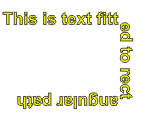 This is text fitt
ed to rect
angular path